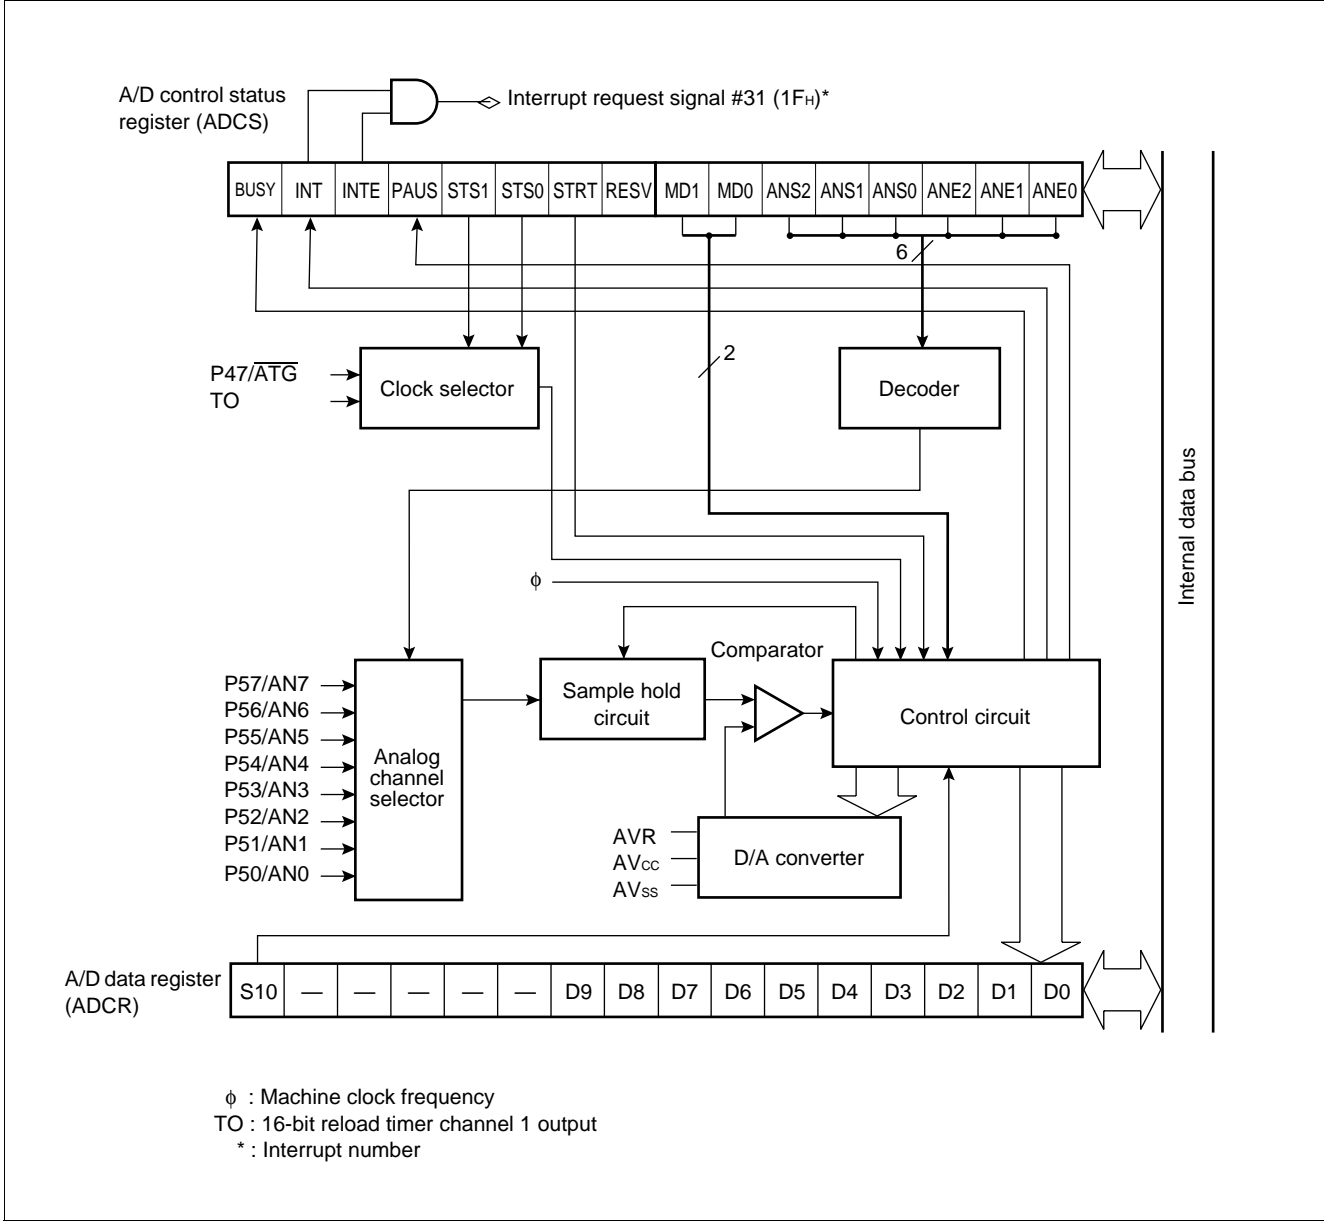 A/D control status
register (ADCS)
Interrupt request signal #31 (1FH)*
BUSY INT INTE PAUS STS1 STS0 STRT RESV MD1 MD0 ANS2 ANS1 ANS0 ANE2 ANE1 ANE0
6
2
P47/ATG
TO
Clock selector
Decoder
Internal data bus
ϕ
Comparator
P57/AN7
P56/AN6
P55/AN5
P54/AN4
P53/AN3
P52/AN2
P51/AN1
P50/AN0
Analog
channel
selector
Sample hold
circuit
Control circuit
AVR
AVCC
AVSS
D/A converter
A/D data register
(ADCR)
S10 — — — — — D9 D8 D7 D6 D5 D4 D3 D2 D1 D0
ϕ : Machine clock frequency
TO : 16-bit reload timer channel 1 output
* : Interrupt number